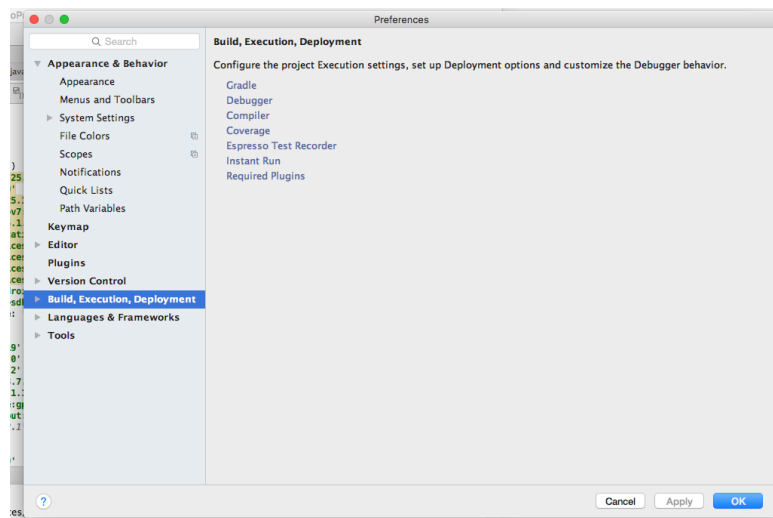 Preferences
Search
Build, Execution, Deployment
Appearance & Behavior
Configure the project Execution settings, set up Deployment options and customize the Debugger behavior.
Appearance
Menus and Toolbars
System Settings
File Colors
Scopes
Notifications
Quick Lists
Path Variables
Keymap
Editor
Plugins
Version Control
Build, Execution, Deployment
Languages & Frameworks
Tools
Gradle
Debugger
Compiler
Coverage
Espresso Test Recorder
Instant Run
Required Plugins
?
Cancel
Apply
OK